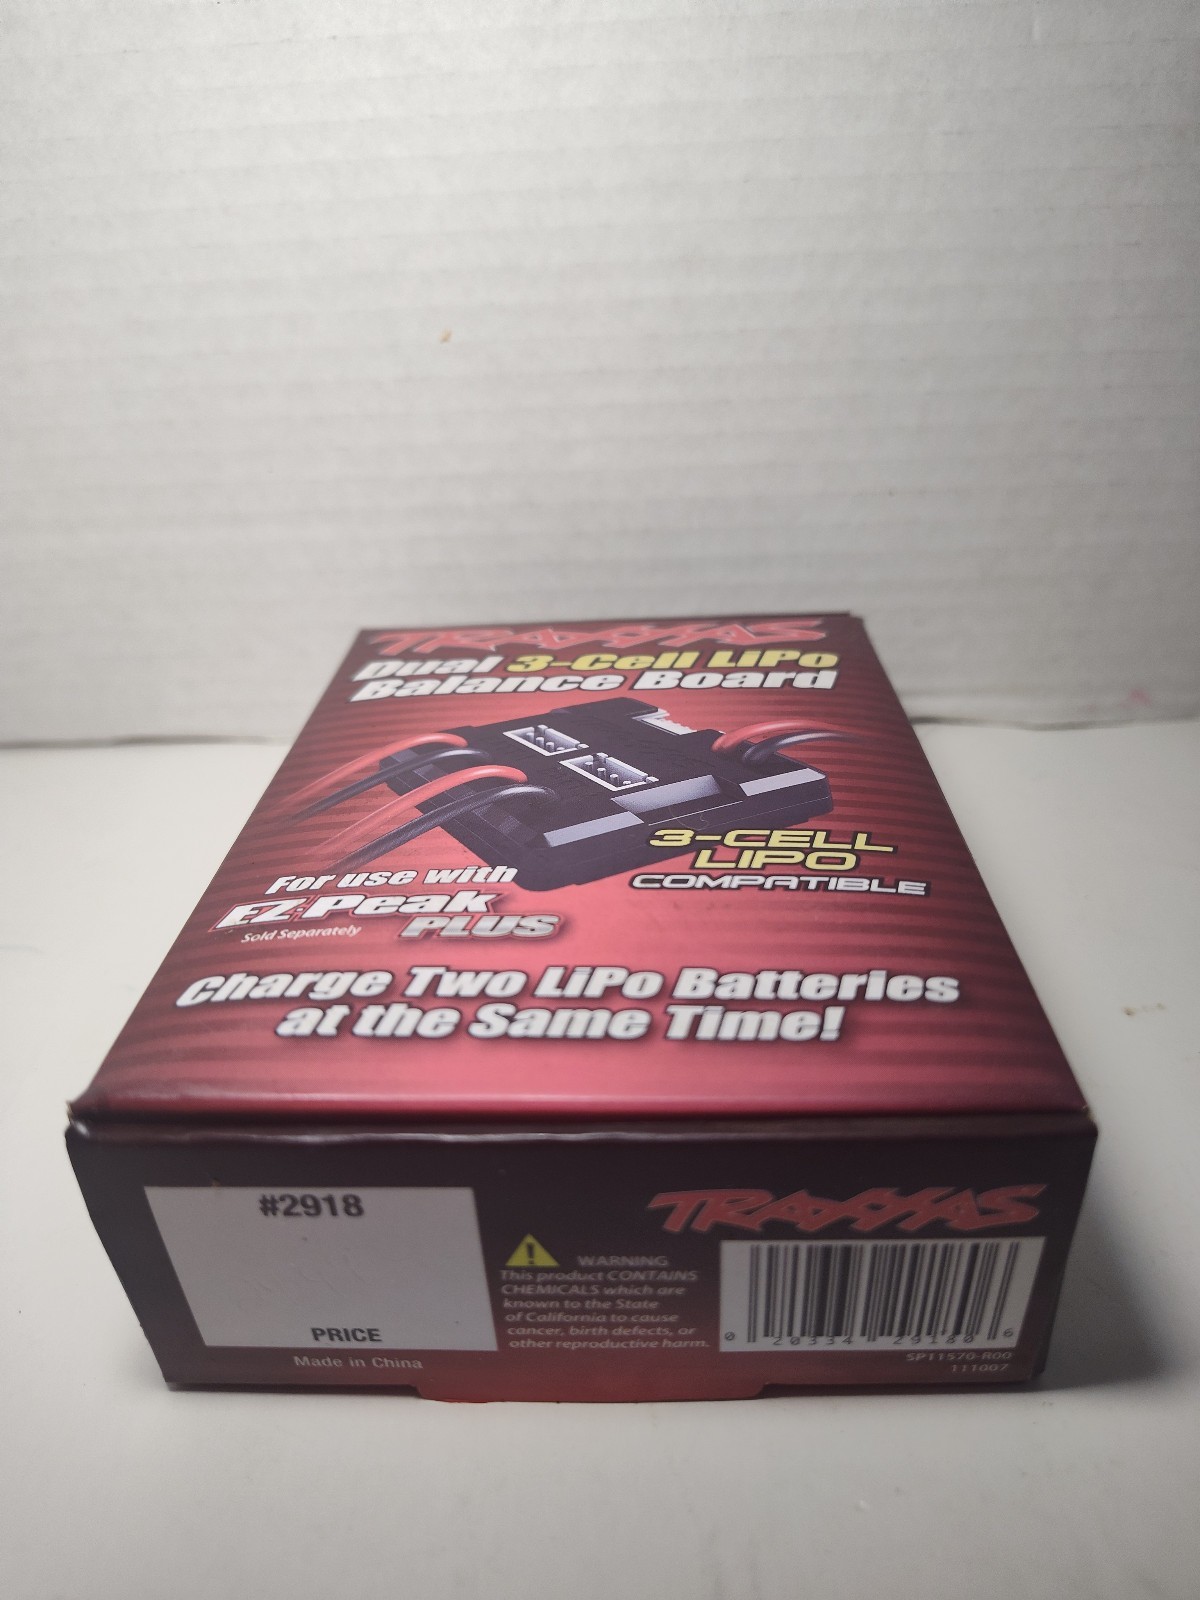 TRAXXAS
Dual 3-Cell LiPo
Balance Board
3-CELL
LIPO
COMPATIBLE
For use with
EZ-Peak
PLUS
Sold Separately
Charge Two LiPo Batteries
at the Same Time!
#2918
PRICE
Made in China
WARNING
This product CONTAINS
CHEMICALS which are
known to the State
of California to cause
cancer, birth defects, or
other reproductive harm.
TRAXXAS
0 20334 29180 6
SP11570-R00
111007